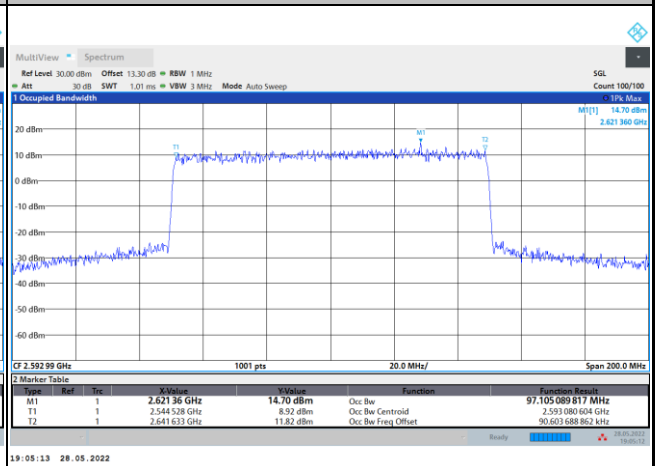 MultiView Spectrum
Ref Level 30.00 dBm Offset 13.30 dB RBW 1 MHz SGL
Att 30 dB SWT 1.01 ms VBW 3 MHz Mode Auto Sweep Count 100/100
1 Occupied Bandwidth 1Pk Max
M1[1] 14.70 dBm
2.621 360 GHz
20 dBm
M1
T1
T2
10 dBm
0 dBm
-10 dBm
-20 dBm
-30 dBm
-40 dBm
-50 dBm
-60 dBm
CF 2.592 99 GHz 1001 pts 20.0 MHz/ Span 200.0 MHz
2 Marker Table
Type Ref Trc X-Value Y-Value Function Function Result
M1 1 2.621 36 GHz 14.70 dBm Occ Bw 97.105 089 817 MHz
T1 1 2.544 528 GHz 8.92 dBm Occ Bw Centroid 2.593 080 604 GHz
T2 1 2.641 633 GHz 11.82 dBm Occ Bw Freq Offset 90.603 688 862 kHz
Ready 28.05.2022
19:05:12
19:05:13 28.05.2022